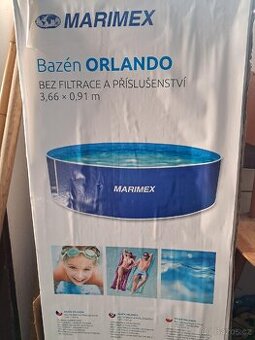 MARIMEX
Bazén ORLANDO
BEZ FILTRACE A PŘÍSLUŠENSTVÍ
3,66 × 0,91 m
MARIMEX